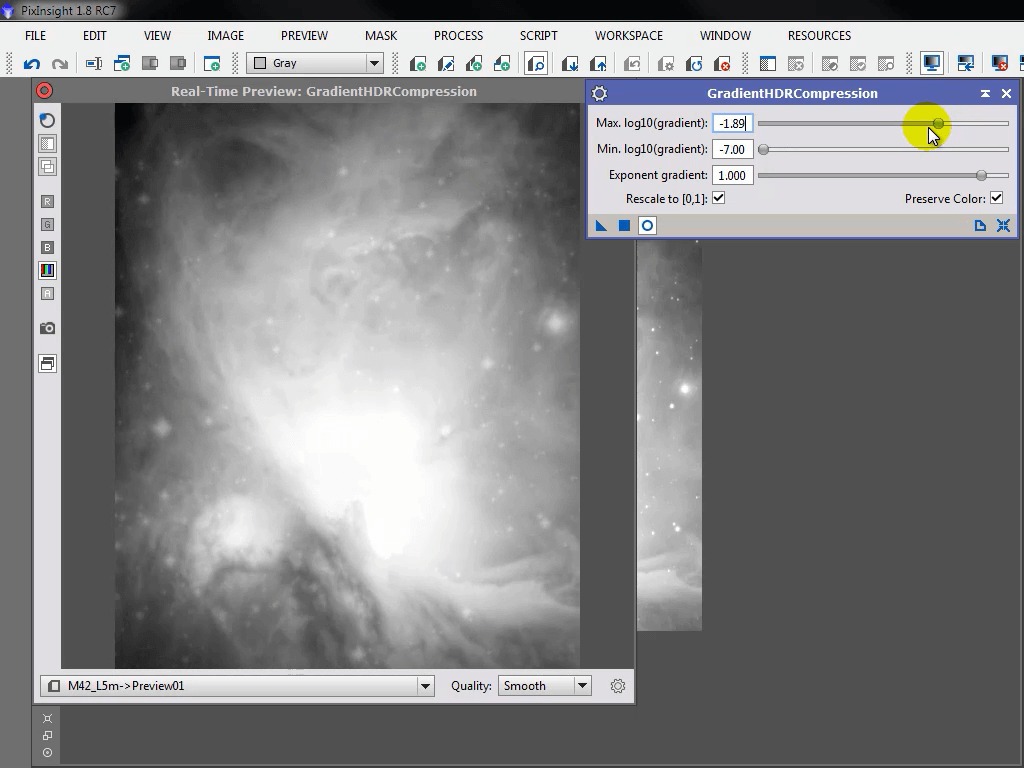 PixInsight 1.8 RC7
FILE EDIT VIEW IMAGE PREVIEW MASK PROCESS SCRIPT WORKSPACE WINDOW RESOURCES
Gray
Real-Time Preview: GradientHDRCompression
GradientHDRCompression
Max. log10(gradient): -1.89
Min. log10(gradient): -7.00
Exponent gradient: 1.000
Rescale to [0,1]: Preserve Color:
R
G
B
A
M42_L5m->Preview01 Quality: Smooth